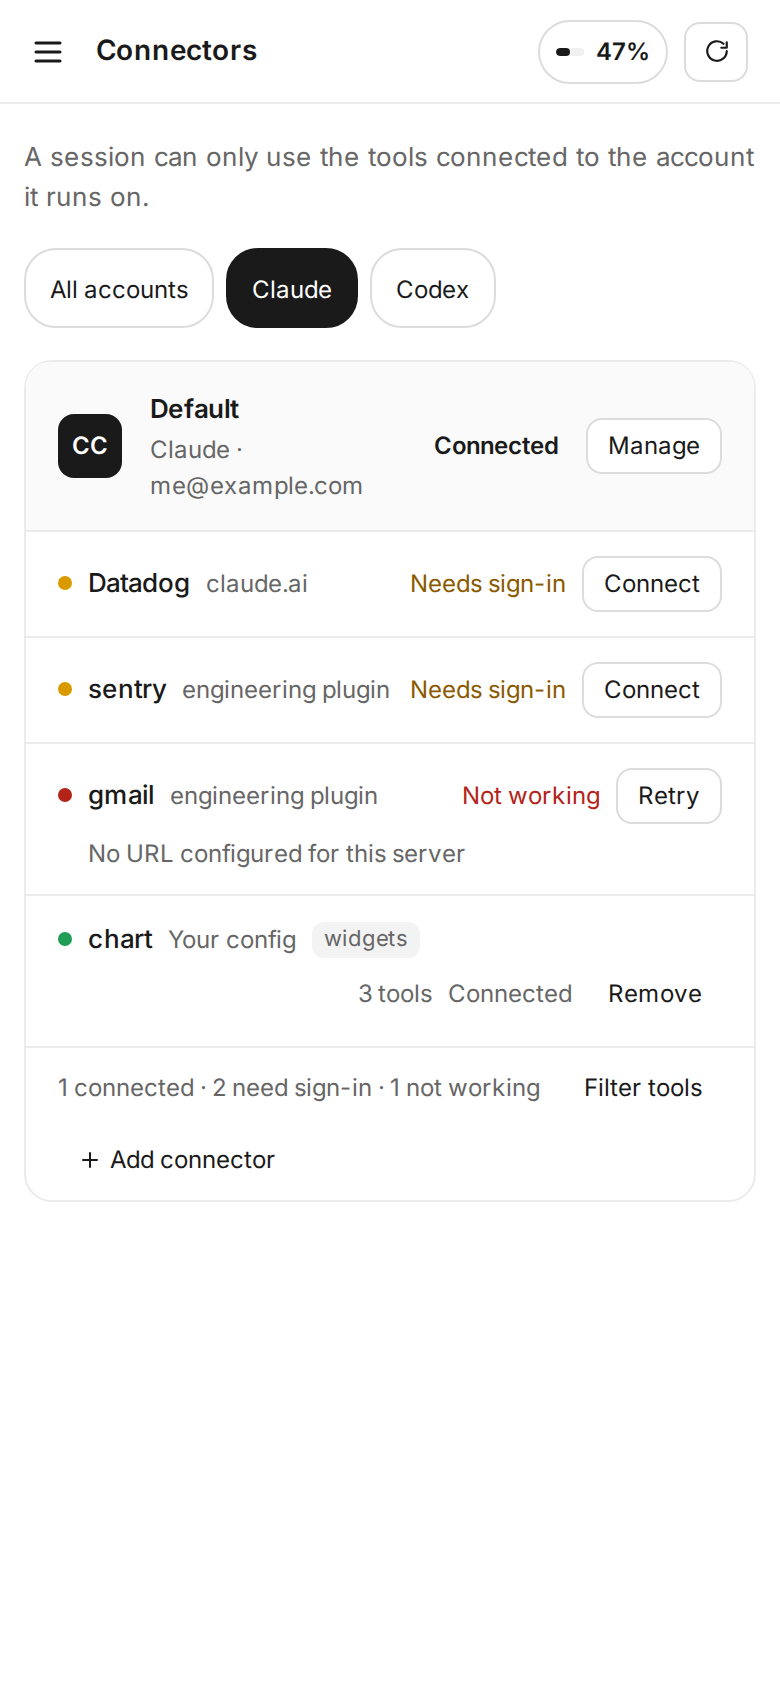 Connectors
47%
A session can only use the tools connected to the account
it runs on.
All accounts
Claude
Codex
CC
Default
Claude ·
me@example.com
Connected
Manage
Datadog claude.ai
Needs sign-in
Connect
sentry engineering plugin
Needs sign-in
Connect
gmail engineering plugin
Not working
Retry
No URL configured for this server
chart Your config widgets
3 tools Connected
Remove
1 connected · 2 need sign-in · 1 not working
Filter tools
+ Add connector